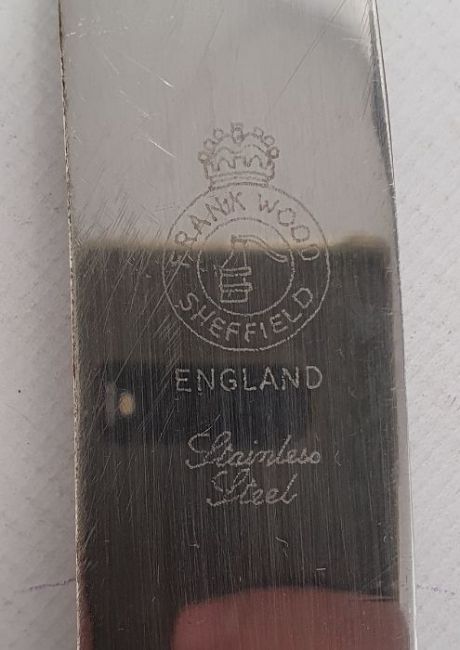 FRANK WOOD
SHEFFIELD
ENGLAND
Stainless
Steel